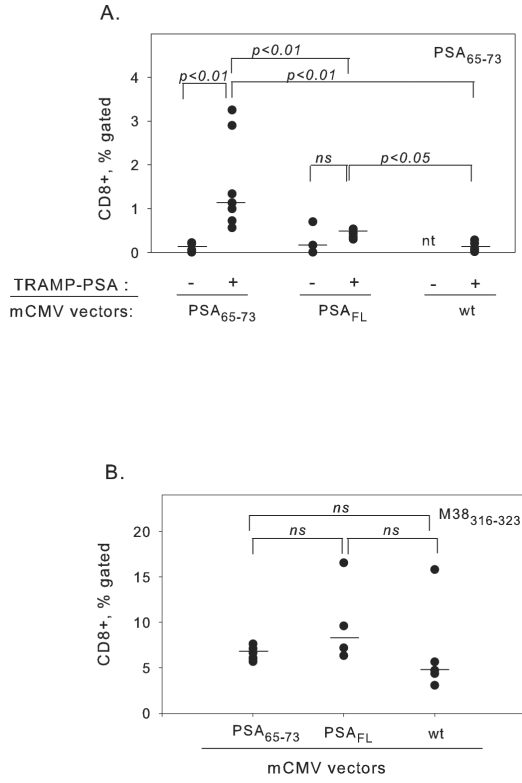 A.
PSA65-73
p<0.01
p<0.01 p<0.01
ns p<0.05
nt
4
3
2
1
0
CD8+, % gated
TRAMP-PSA : - + - + - +
mCMV vectors: PSA65-73 PSAFL wt
B.
M38316-323
ns
ns ns
20
15
10
5
0
CD8+, % gated
PSA65-73 PSAFL wt
mCMV vectors